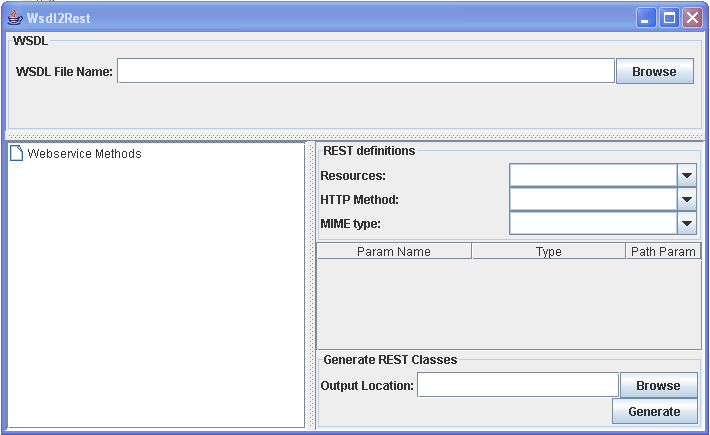 Wsdl2Rest
WSDL
WSDL File Name:
Browse
Webservice Methods
REST definitions
Resources:
HTTP Method:
MIME type:
Param Name Type Path Param
Generate REST Classes
Output Location:
Browse
Generate